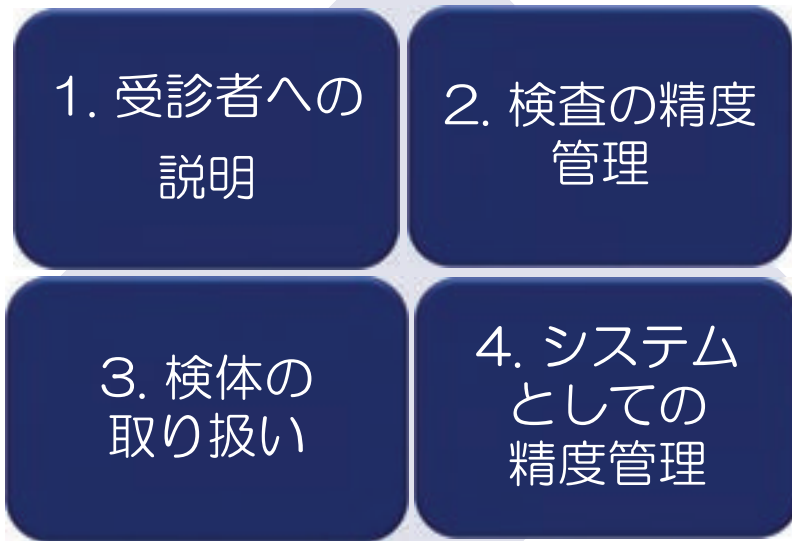 1. 受診者への
説明
2. 検査の精度
管理
3. 検体の
取り扱い
4. システム
としての
精度管理